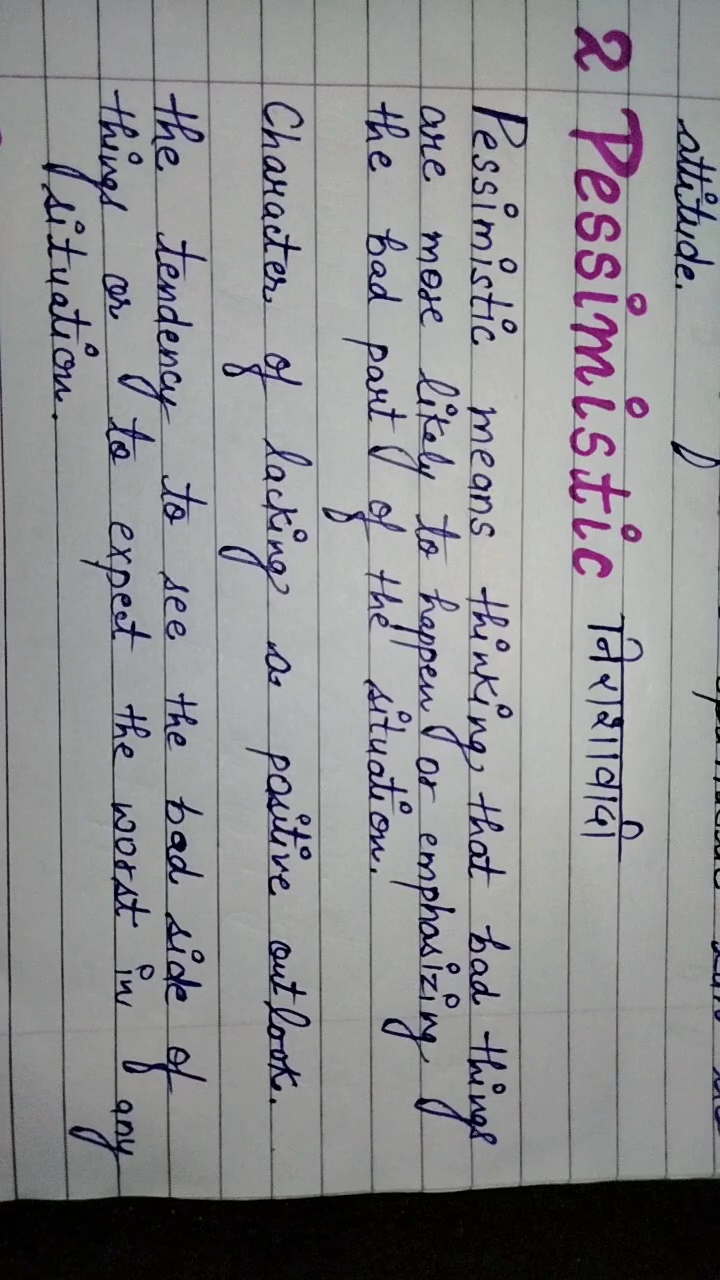 attitude.
2 Pessimistic निराशावादी
Pessimistic means thinking, that bad things
are more likely to happen or emphasizing
the bad part of the situation.
Character of lacking a positive outlook.
the tendency to see the bad side of
things or to expect the worst in any
situation.